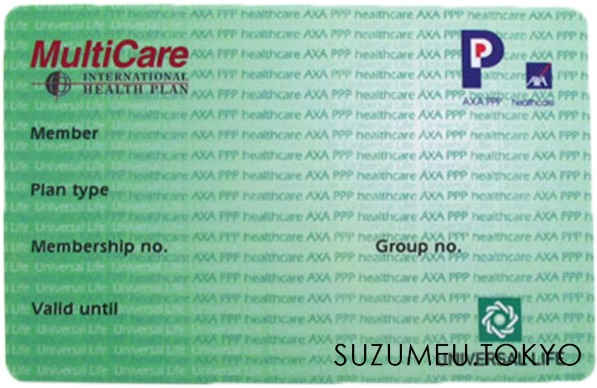 MultiCare
INTERNATIONAL
HEALTH PLAN
P
AXA
AXA PPP healthcare
Member
Plan type
Membership no.
Group no.
Valid until
UNIVERSAL LIFE
SUZUMEU.TOKYO